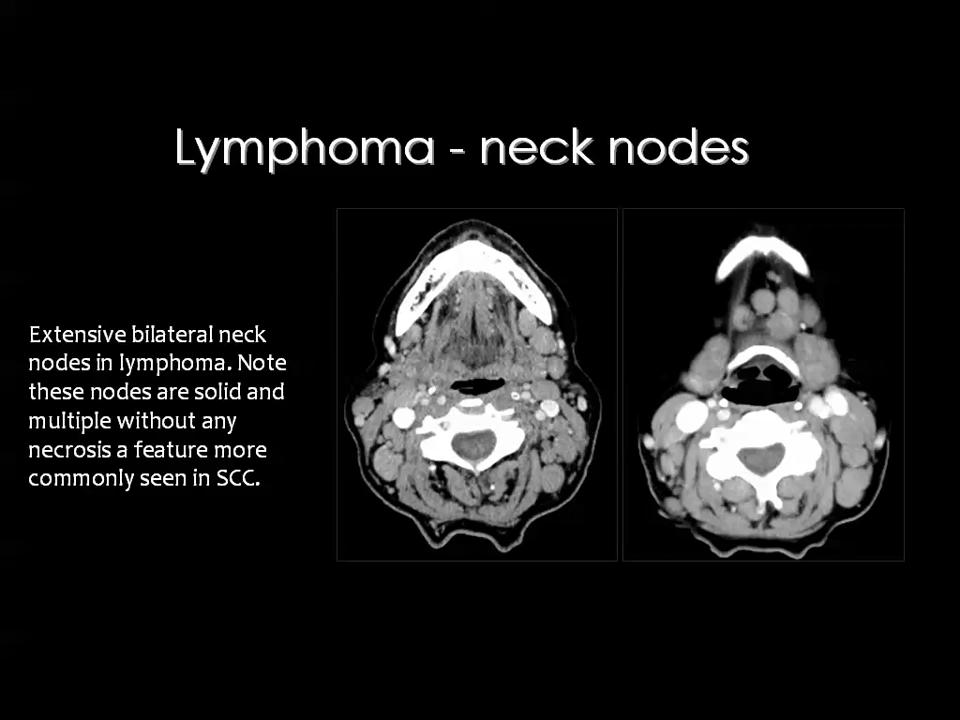 Lymphoma - neck nodes
Extensive bilateral neck
nodes in lymphoma. Note
these nodes are solid and
multiple without any
necrosis a feature more
commonly seen in SCC.